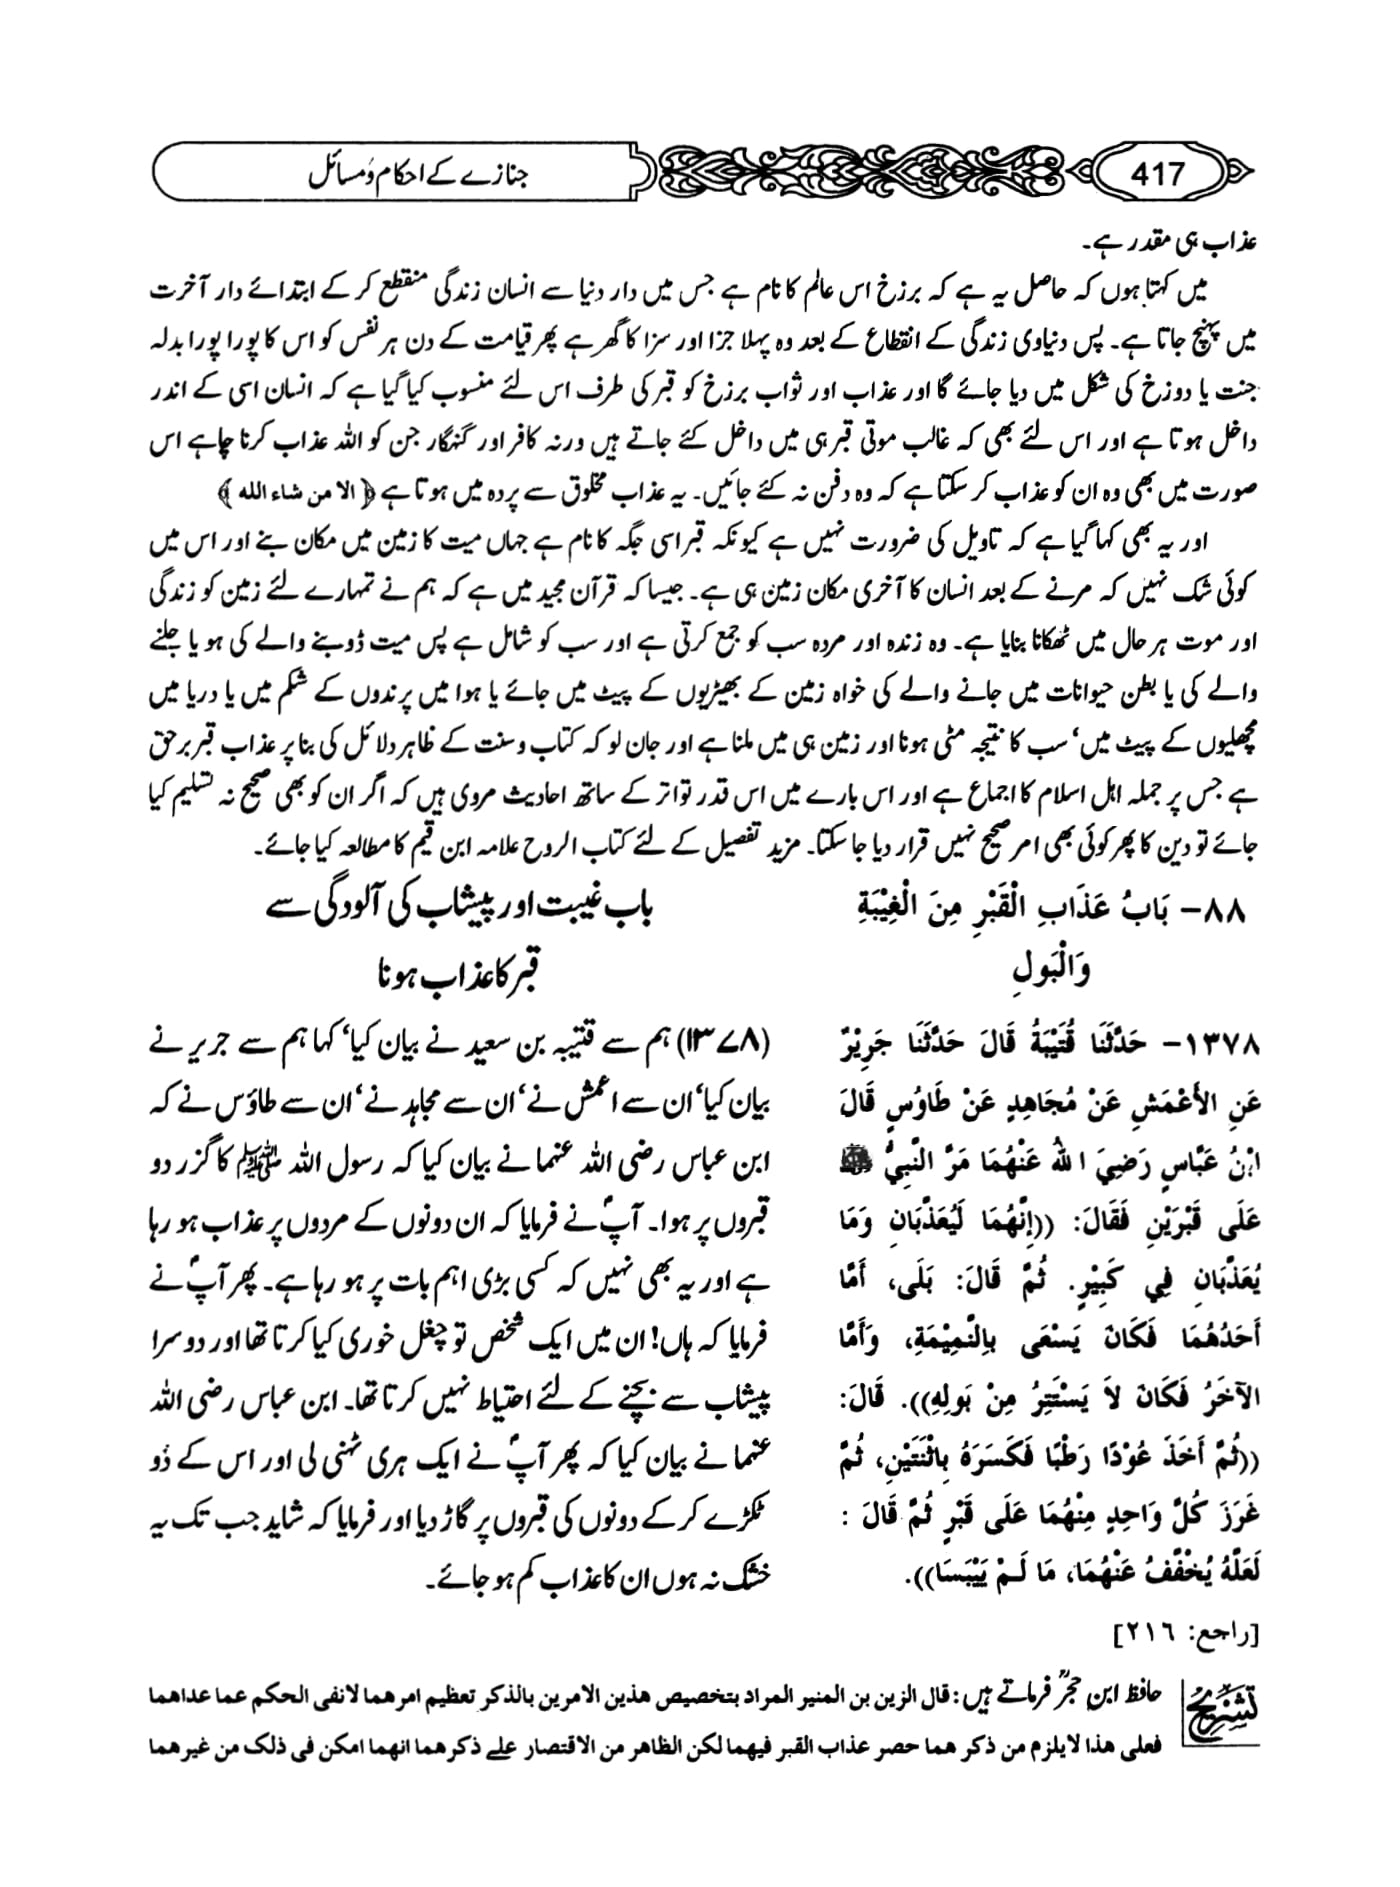 417
جنازے کے احکام و مسائل
عذاب ہی مقدر ہے۔
میں کہتا ہوں کہ حاصل یہ ہے کہ برزخ اس عالم کا نام ہے جس میں دار دنیا سے انسان زندگی منقطع کر کے ابتدائے دار آخرت
میں پہنچ جاتا ہے۔ پس دنیاوی زندگی کے انقطاع کے بعد وہ پہلا جزا اور سزا کا گھر ہے پھر قیامت کے دن ہر نفس کو اس کا پورا پورا بدلہ
جنت یا دوزخ کی شکل میں دیا جائے گا اور عذاب اور ثواب برزخ کو قبر کی طرف اس لئے منسوب کیا گیا ہے کہ انسان اسی کے اندر
داخل ہوتا ہے اور اس لئے بھی کہ غالب موتی قبر ہی میں داخل کئے جاتے ہیں ورنہ کافر اور گنہگار جن کو اللہ عذاب کرنا چاہے اس
صورت میں بھی وہ ان کو عذاب کر سکتا ہے کہ وہ دفن نہ کئے جائیں۔ یہ عذاب مخلوق سے پردہ میں ہوتا ہے ﴿ الا من شاء الله ﴾
اور یہ بھی کہا گیا ہے کہ تاویل کی ضرورت نہیں ہے کیونکہ قبر اسی جگہ کا نام ہے جہاں میت کا زمین میں مکان بنے اور اس میں
کوئی شک نہیں کہ مرنے کے بعد انسان کا آخری مکان زمین ہی ہے۔ جیسا کہ قرآن مجید میں ہے کہ ہم نے تمہارے لئے زمین کو زندگی
اور موت ہر حال میں ٹھکانا بنایا ہے۔ وہ زندہ اور مردہ سب کو جمع کرتی ہے اور سب کو شامل ہے پس میت ڈوبنے والے کی ہو یا جلنے
والے کی یا بطن حیوانات میں جانے والے کی خواہ زمین کے بھیڑیوں کے پیٹ میں جائے یا ہوا میں پرندوں کے شکم میں یا دریا میں
مچھلیوں کے پیٹ میں‘ سب کا نتیجہ مٹی ہونا اور زمین ہی میں ملنا ہے اور جان لو کہ کتاب و سنت کے ظاہر دلائل کی بنا پر عذاب قبر برحق
ہے جس پر جملہ اہل اسلام کا اجماع ہے اور اس بارے میں اس قدر تواتر کے ساتھ احادیث مروی ہیں کہ اگر ان کو بھی صحیح نہ تسلیم کیا
جائے تو دین کا پھر کوئی بھی امر صحیح نہیں قرار دیا جا سکتا۔ مزید تفصیل کے لئے کتاب الروح علامہ ابن قیم کا مطالعہ کیا جائے۔
٨٨- بَابُ عَذَابِ الْقَبْرِ مِنَ الْغِيْبَةِ
وَالْبَولِ
باب غیبت اور پیشاب کی آلودگی سے
قبر کا عذاب ہونا
١٣٧٨- حَدَّثَنَا قُتَيْبَةُ قَالَ حَدَّثَنَا جَرِيْرٌ
عَنِ الأَعْمَشِ عَنْ مُجَاهِدٍ عَنْ طَاوُسٍ قَالَ
ابْنُ عَبَّاسٍ رَضِيَ اللهُ عَنْهُمَا مَرَّ النَّبِيُّ ﷺ
عَلَى قَبْرَيْنِ فَقَالَ: ((إِنَّهُمَا لَيُعَذَّبَانِ وَمَا
يُعَذَّبَانِ فِي كَبِيْرٍ. ثُمَّ قَالَ: بَلَى، أَمَّا
أَحَدُهُمَا فَكَانَ يَسْعَى بِالنَّمِيْمَةِ، وَأَمَّا
الآخَرُ فَكَانَ لاَ يَسْتَتِرُ مِنْ بَولِهِ)). قَالَ:
((ثُمَّ أَخَذَ عُوْدًا رَطْبًا فَكَسَرَهُ بِاثْنَتَيْنِ، ثُمَّ
غَرَزَ كُلَّ وَاحِدٍ مِنْهُمَا عَلَى قَبْرٍ ثُمَّ قَالَ :
لَعَلَّهُ يُخَفَّفُ عَنْهُمَا، مَا لَمْ يَيْبَسَا)).
[راجع: ٢١٦]
(۱۳۷۸) ہم سے قتیبہ بن سعید نے بیان کیا‘ کہا ہم سے جریر نے
بیان کیا‘ ان سے اعمش نے‘ ان سے مجاہد نے‘ ان سے طاؤس نے کہ
ابن عباس رضی اللہ عنہما نے بیان کیا کہ رسول اللہ ﷺ کا گزر دو
قبروں پر ہوا۔ آپؐ نے فرمایا کہ ان دونوں کے مردوں پر عذاب ہو رہا
ہے اور یہ بھی نہیں کہ کسی بڑی اہم بات پر ہو رہا ہے۔ پھر آپؐ نے
فرمایا کہ ہاں! ان میں ایک شخص تو چغل خوری کیا کرتا تھا اور دوسرا
پیشاب سے بچنے کے لئے احتیاط نہیں کرتا تھا۔ ابن عباس رضی اللہ
عنہما نے بیان کیا کہ پھر آپؐ نے ایک ہری ٹہنی لی اور اس کے دو
ٹکڑے کر کے دونوں کی قبروں پر گاڑ دیا اور فرمایا کہ شاید جب تک یہ
خشک نہ ہوں ان کا عذاب کم ہو جائے۔
تشریح
حافظ ابن حجرؒ فرماتے ہیں: قال الزین بن المنیر المراد بتخصیص ھذین الامرین بالذکر تعظیم امرھما لانفی الحکم عما عداھما
فعلی ھذا لایلزم من ذکرھما حصر عذاب القبر فیھما لکن الظاھر من الاقتصار علے ذکرھما انھما امکن فی ذلک من غیرھما